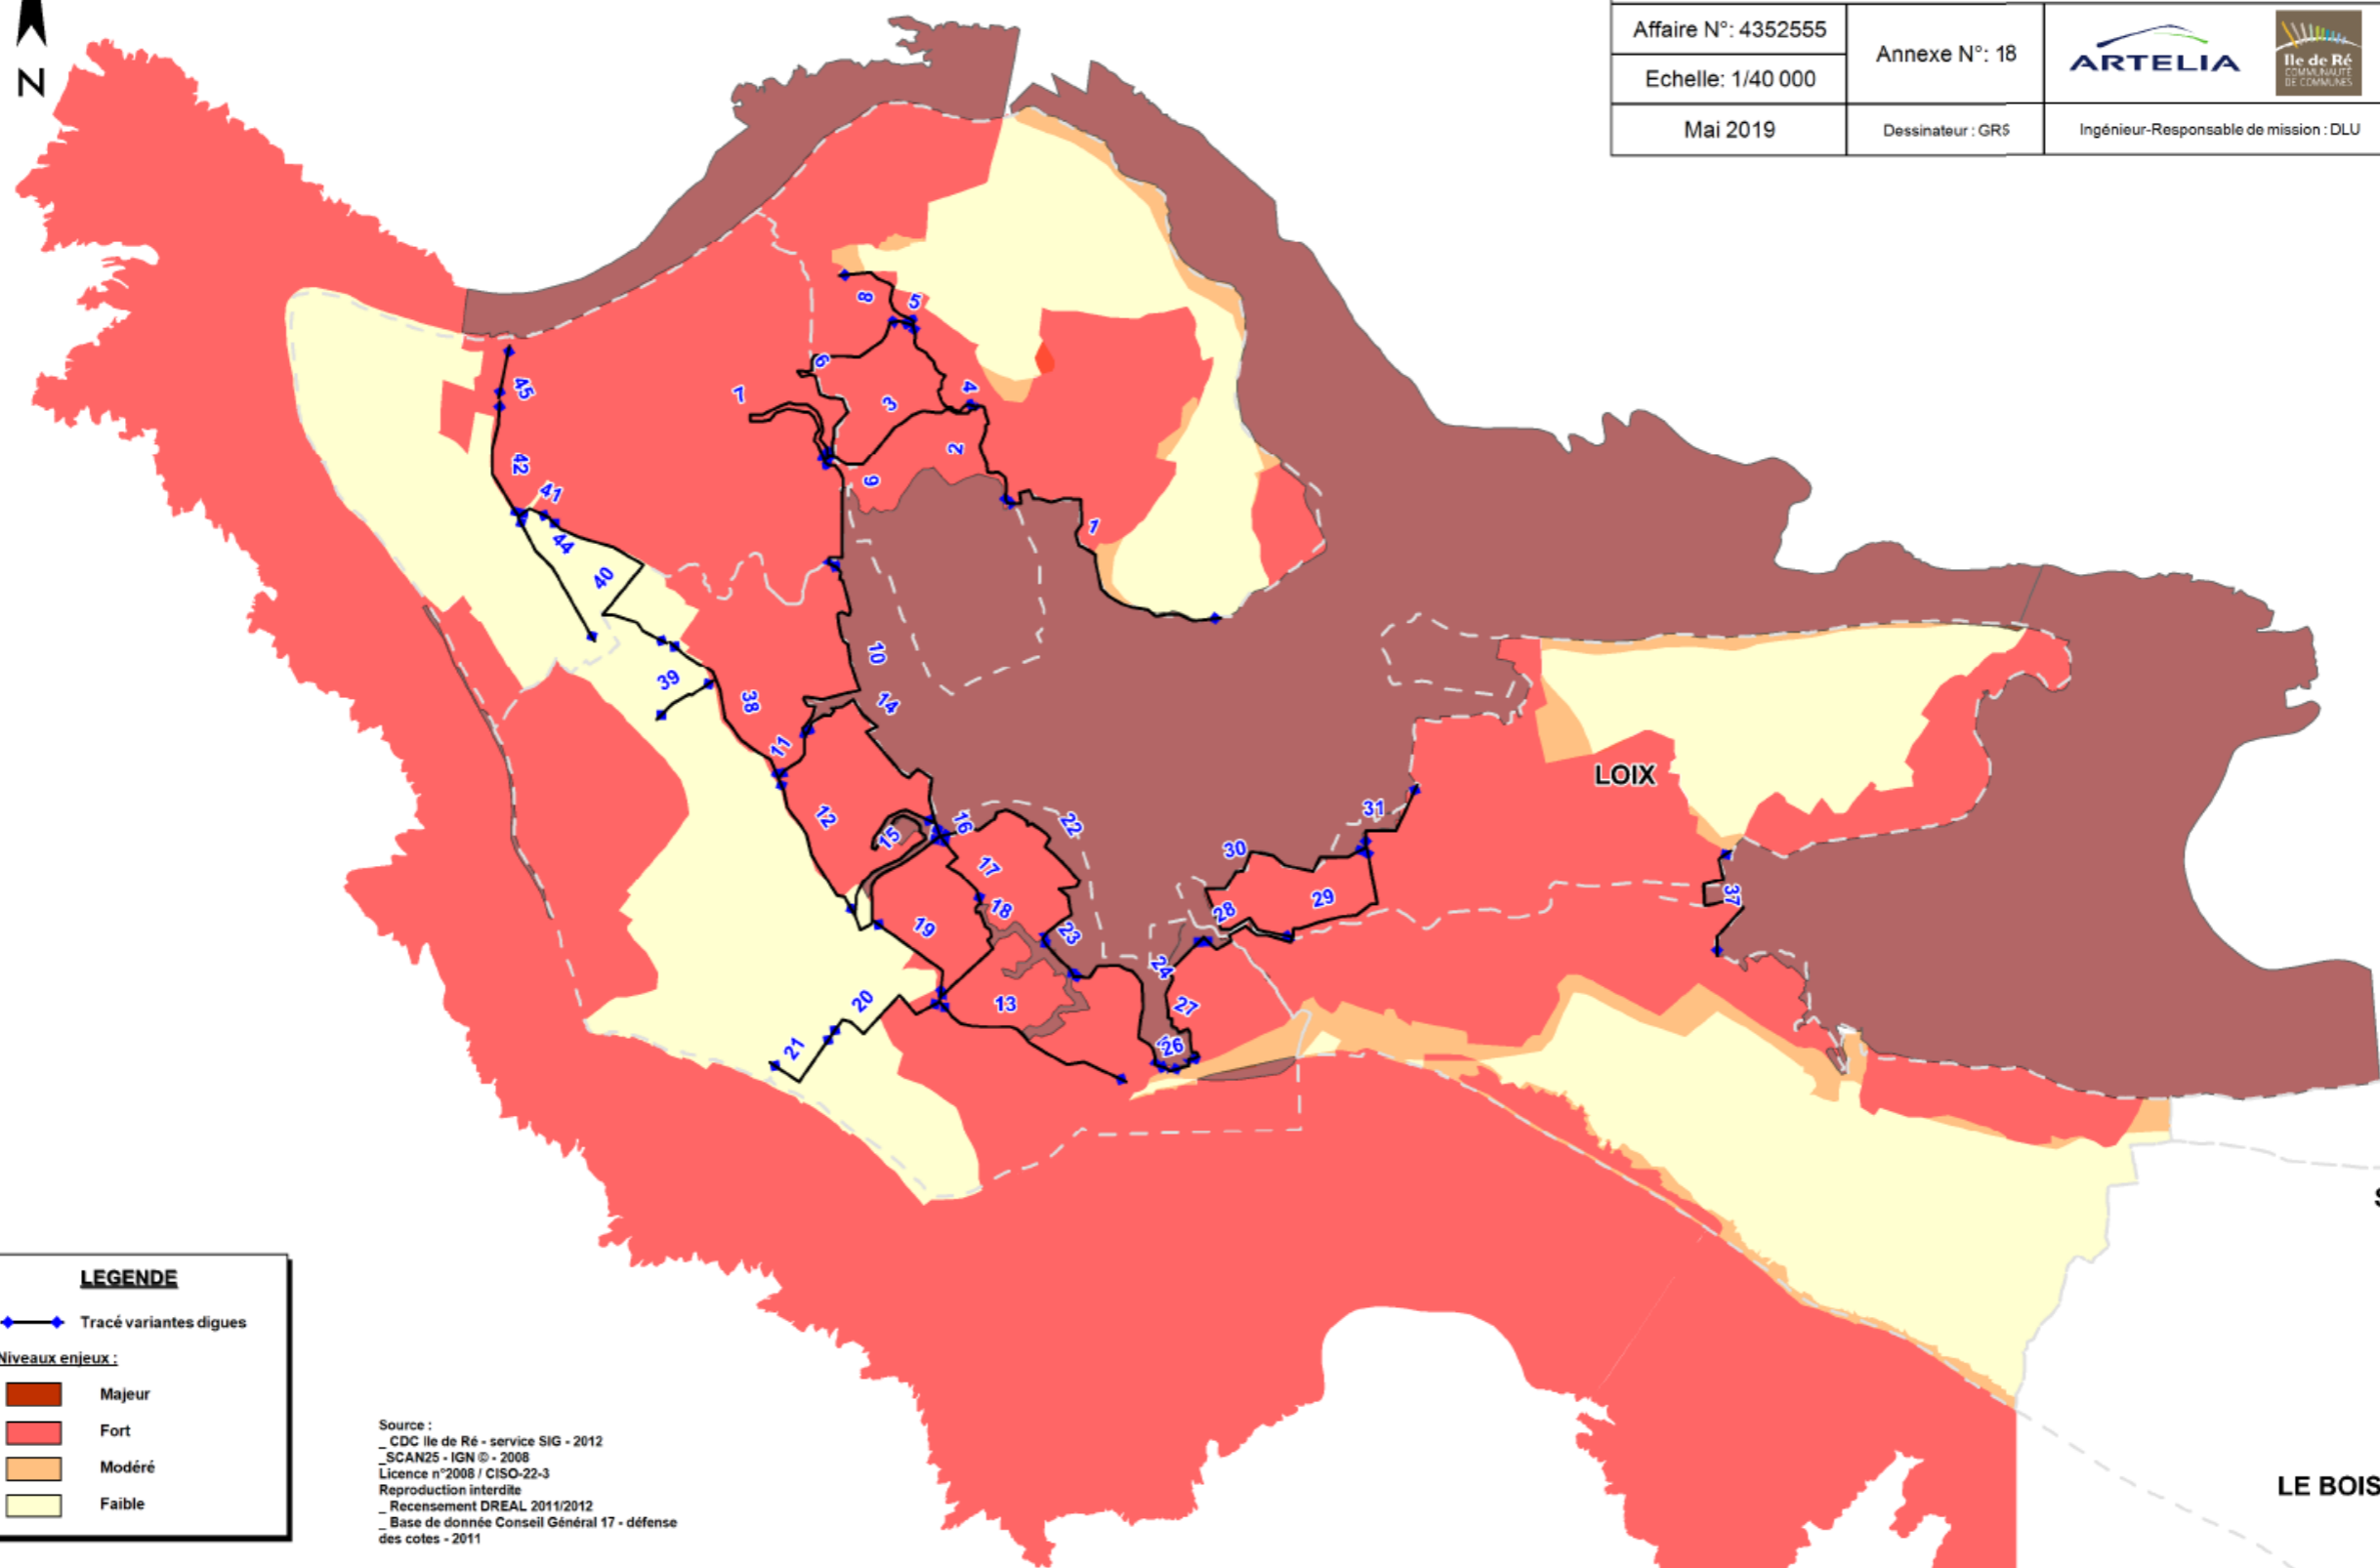 N
Affaire N°: 4352555
Annexe N°: 18
ARTELIA
Ile de Ré
COMMUNAUTÉ
DE COMMUNES
Echelle: 1/40 000
Mai 2019
Dessinateur : GRS
Ingénieur-Responsable de mission : DLU
8
5
6
45
7
3
4
42
2
9
41
1
44
40
10
39
38
14
11
LOIX
31
12
16
22
15
30
17
37
29
18
28
19
23
24
20
13
27
26
21
S
LEGENDE
Tracé variantes digues
Niveaux enjeux :
Majeur
Fort
Modéré
Faible
Source :
_ CDC Ile de Ré - service SIG - 2012
_SCAN25 - IGN © - 2008
Licence n°2008 / CISO-22-3
Reproduction interdite
_ Recensement DREAL 2011/2012
_ Base de donnée Conseil Général 17 - défense
des cotes - 2011
LE BOIS